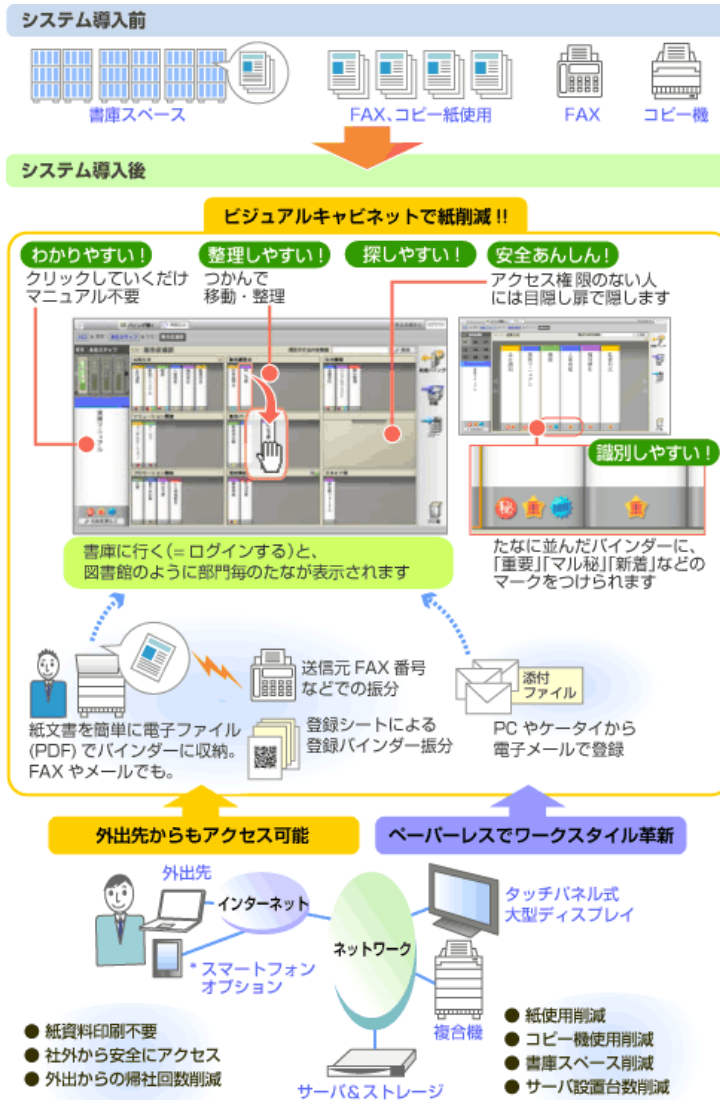 システム導入前
書庫スペース
FAX、コピー紙使用
FAX
コピー機
システム導入後
ビジュアルキャビネットで紙削減!!
わかりやすい!
クリックしていくだけ
マニュアル不要
整理しやすい!
つかんで
移動・整理
探しやすい!
安全あんしん!
アクセス権限のない人
には目隠し扉で隠します
業務マニュアル
識別しやすい!
秘
重
重
たなに並んだバインダーに、
「重要」「マル秘」「新着」などの
マークをつけられます
書庫に行く(=ログインする)と、
図書館のように部門毎のたなが表示されます
紙文書を簡単に電子ファイル
(PDF)でバインダーに収納。
FAXやメールでも。
送信元 FAX 番号
などでの振分
登録シートによる
登録バインダー振分
添付
ファイル
PC やケータイから
電子メールで登録
外出先からもアクセス可能
ペーパーレスでワークスタイル革新
外出先
インターネット
*スマートフォン
オプション
ネットワーク
タッチパネル式
大型ディスプレイ
複合機
サーバ&ストレージ
● 紙資料印刷不要
● 社外から安全にアクセス
● 外出からの帰社回数削減
● 紙使用削減
● コピー機使用削減
● 書庫スペース削減
● サーバ設置台数削減